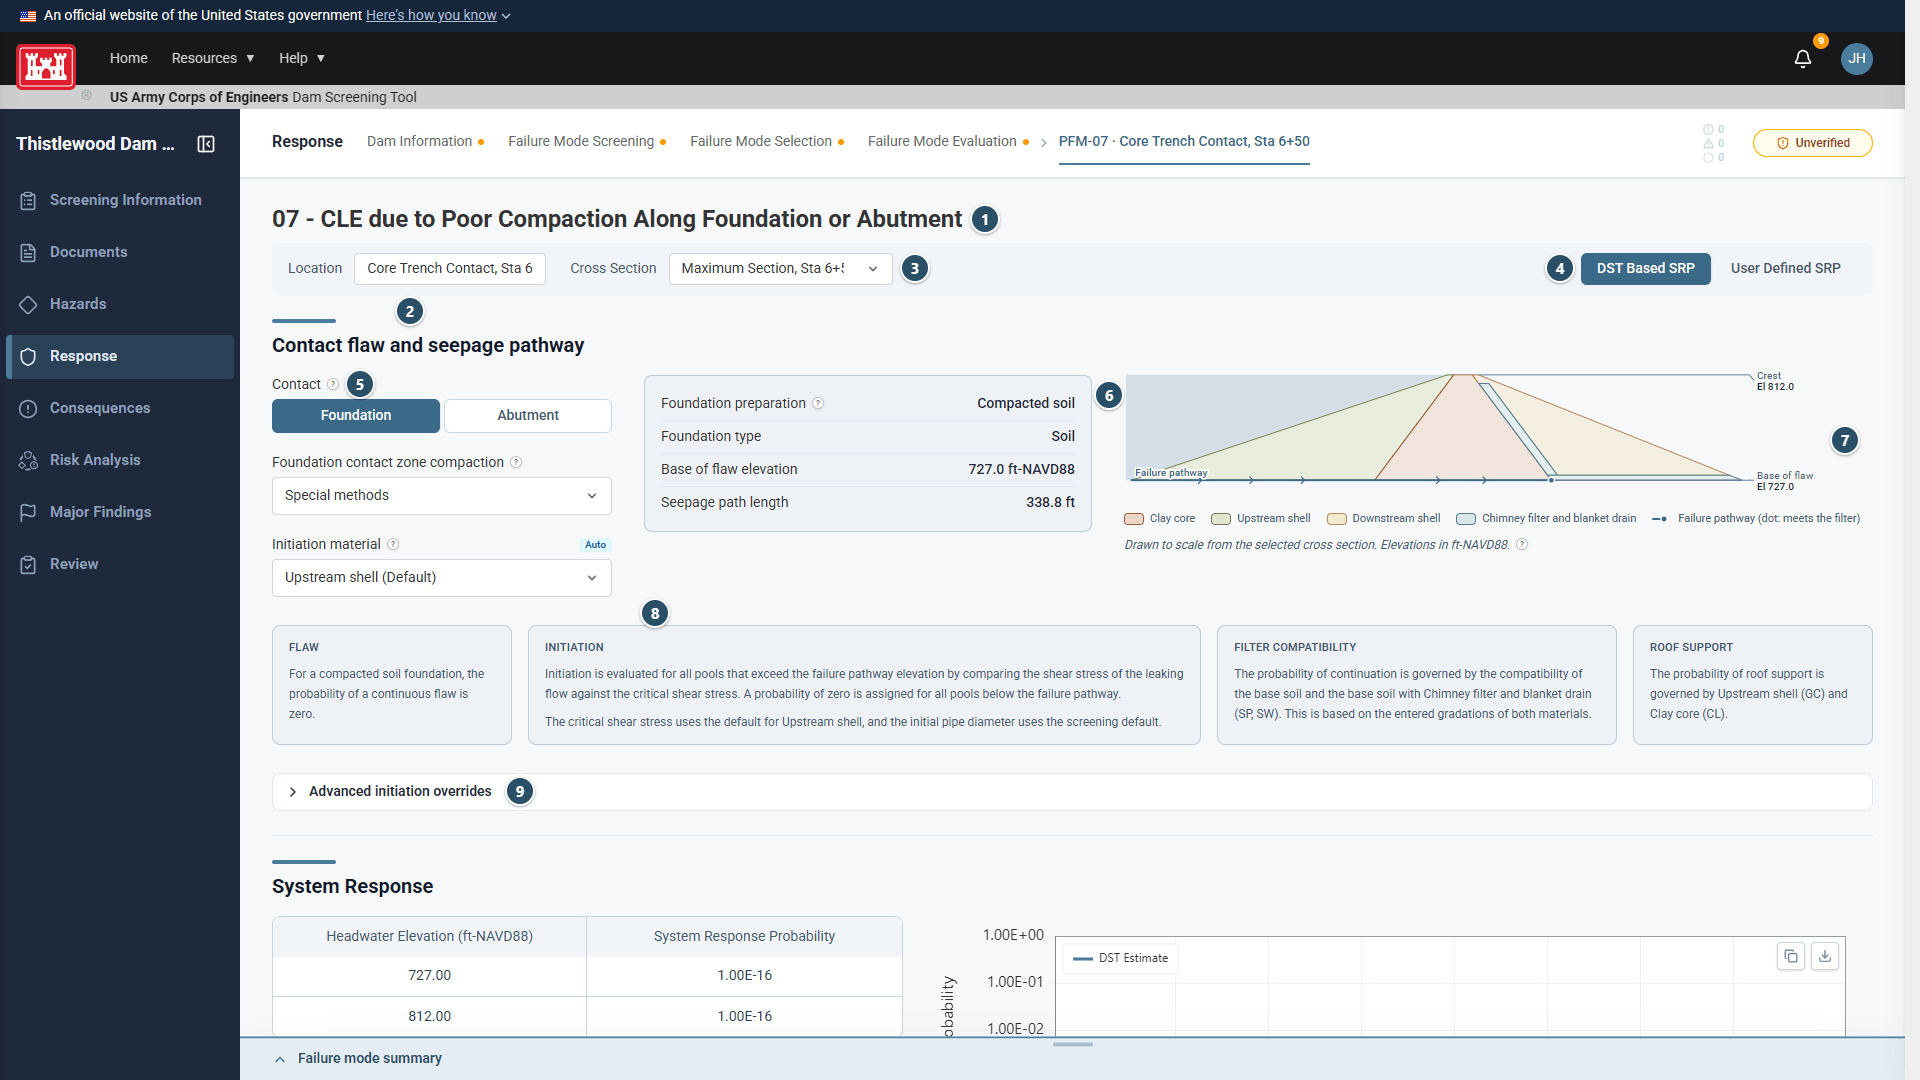 An official website of the United States government Here's how you know
Home Resources Help
9
JH
US Army Corps of Engineers Dam Screening Tool
Thistlewood Dam ...
Screening Information
Documents
Hazards
Response
Consequences
Risk Analysis
Major Findings
Review
Response Dam Information Failure Mode Screening Failure Mode Selection Failure Mode Evaluation PFM-07 · Core Trench Contact, Sta 6+50
0
0
0
Unverified
07 - CLE due to Poor Compaction Along Foundation or Abutment 1
Location Core Trench Contact, Sta 6 Cross Section Maximum Section, Sta 6+5 3
4 DST Based SRP User Defined SRP
2
Contact flaw and seepage pathway
Contact ? 5
Foundation Abutment
Foundation contact zone compaction ?
Special methods
Initiation material ? Auto
Upstream shell (Default)
Foundation preparation ? Compacted soil
Foundation type Soil
Base of flaw elevation 727.0 ft-NAVD88
Seepage path length 338.8 ft
6
Crest
El 812.0
7
Failure pathway
Base of flaw
El 727.0
Clay core Upstream shell Downstream shell Chimney filter and blanket drain Failure pathway (dot: meets the filter)
Drawn to scale from the selected cross section. Elevations in ft-NAVD88. ?
8
FLAW
For a compacted soil foundation, the
probability of a continuous flaw is
zero.
INITIATION
Initiation is evaluated for all pools that exceed the failure pathway elevation by comparing the shear stress of the leaking
flow against the critical shear stress. A probability of zero is assigned for all pools below the failure pathway.
The critical shear stress uses the default for Upstream shell, and the initial pipe diameter uses the screening default.
FILTER COMPATIBILITY
The probability of continuation is governed by the compatibility of
the base soil and the base soil with Chimney filter and blanket drain
(SP, SW). This is based on the entered gradations of both materials.
ROOF SUPPORT
The probability of roof support is
governed by Upstream shell (GC) and
Clay core (CL).
Advanced initiation overrides 9
System Response
Headwater Elevation (ft-NAVD88) System Response Probability
727.00 1.00E-16
812.00 1.00E-16
1.00E+00
1.00E-01
1.00E-02
DST Estimate
Failure mode summary